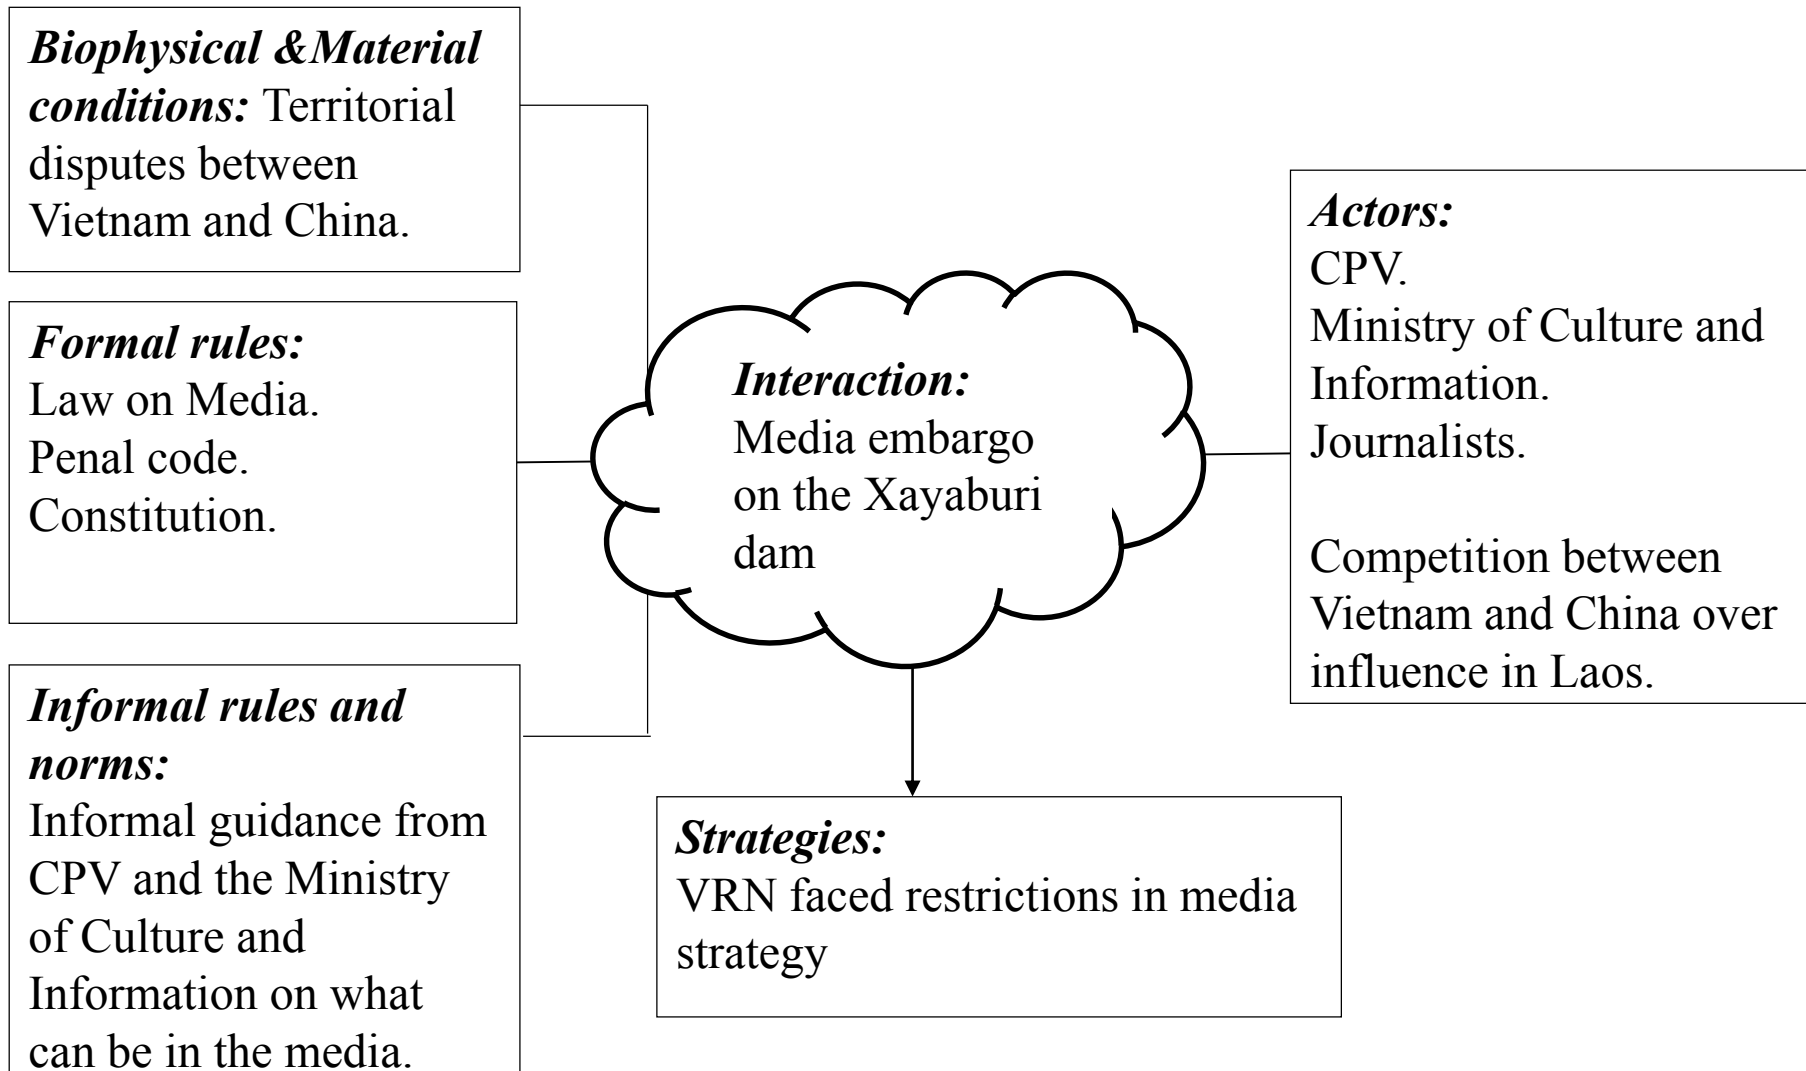 Biophysical &Material
conditions: Territorial
disputes between
Vietnam and China.
Formal rules:
Law on Media.
Penal code.
Constitution.
Informal rules and
norms:
Informal guidance from
CPV and the Ministry
of Culture and
Information on what
can be in the media.
Interaction:
Media embargo
on the Xayaburi
dam
Strategies:
VRN faced restrictions in media
strategy
Actors:
CPV.
Ministry of Culture and
Information.
Journalists.
Competition between
Vietnam and China over
influence in Laos.